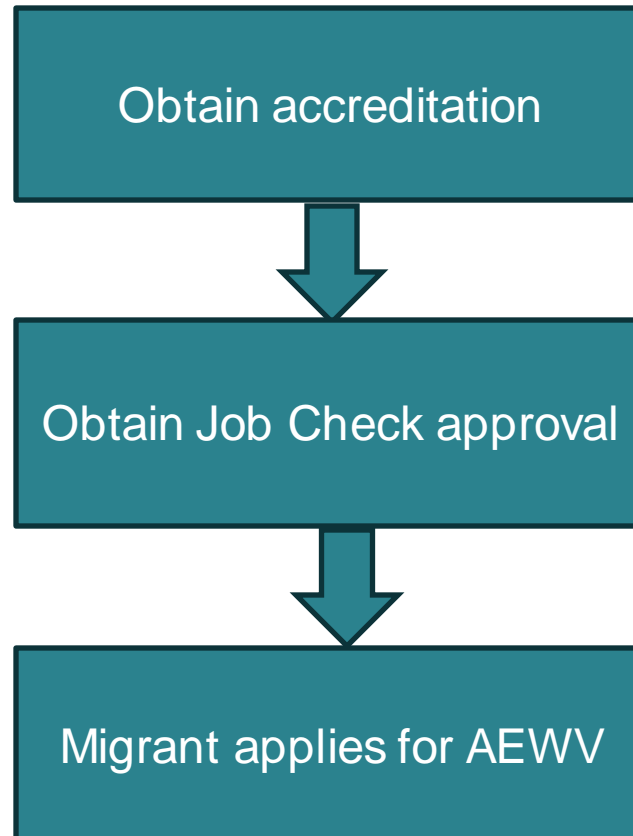 Obtain accreditation
Obtain Job Check approval
Migrant applies for AEWV